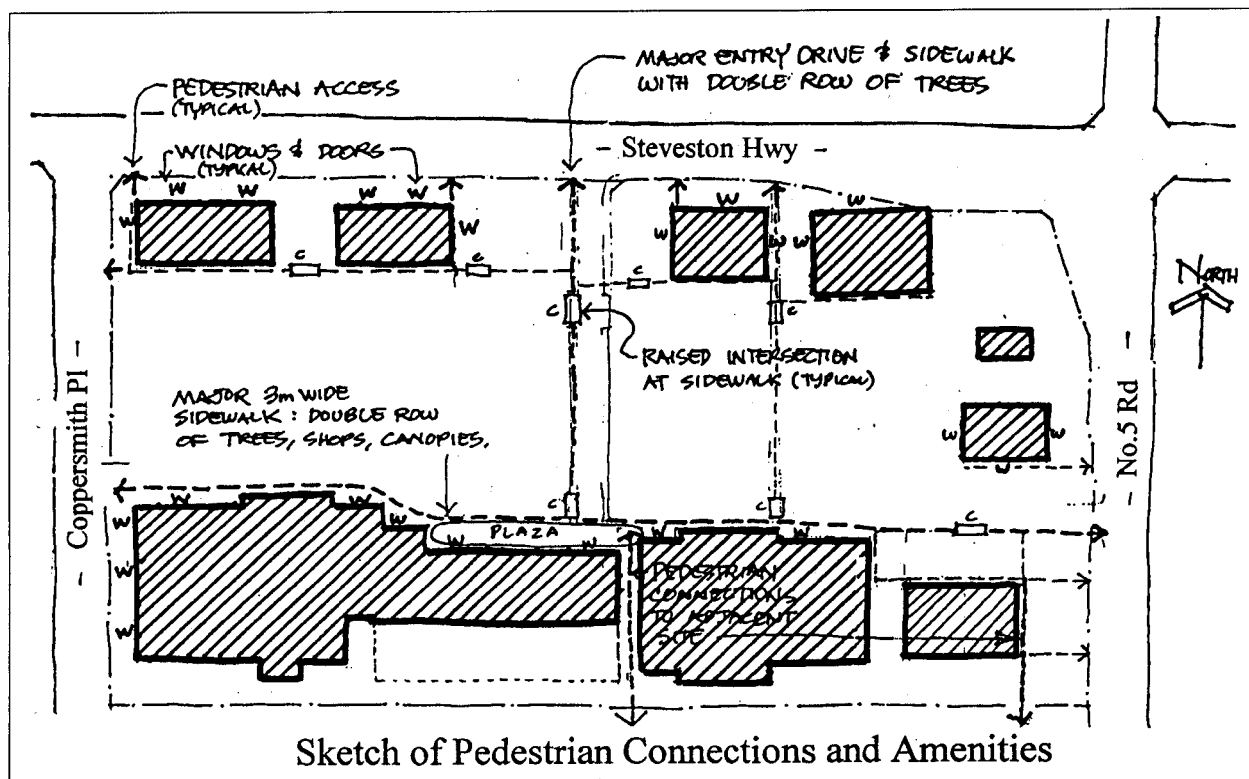 MAJOR ENTRY DRIVE & SIDEWALK
WITH DOUBLE ROW OF TREES
PEDESTRIAN ACCESS
(TYPICAL)
- Steveston Hwy -
WINDOWS & DOORS
(TYPICAL)
W W W W W W
W W W W W
C C C
C C
NORTH
RAISED INTERSECTION
AT SIDEWALK (TYPICAL)
MAJOR 3m WIDE
SIDEWALK : DOUBLE ROW
OF TREES, SHOPS, CANOPIES.
- Coppersmith Pl -
- No.5 Rd -
W W
W
W W
C C
W W W W W
C
PLAZA
W W
W
W
PEDESTRIAN
CONNECTIONS
TO ADJACENT
SITE
Sketch of Pedestrian Connections and Amenities